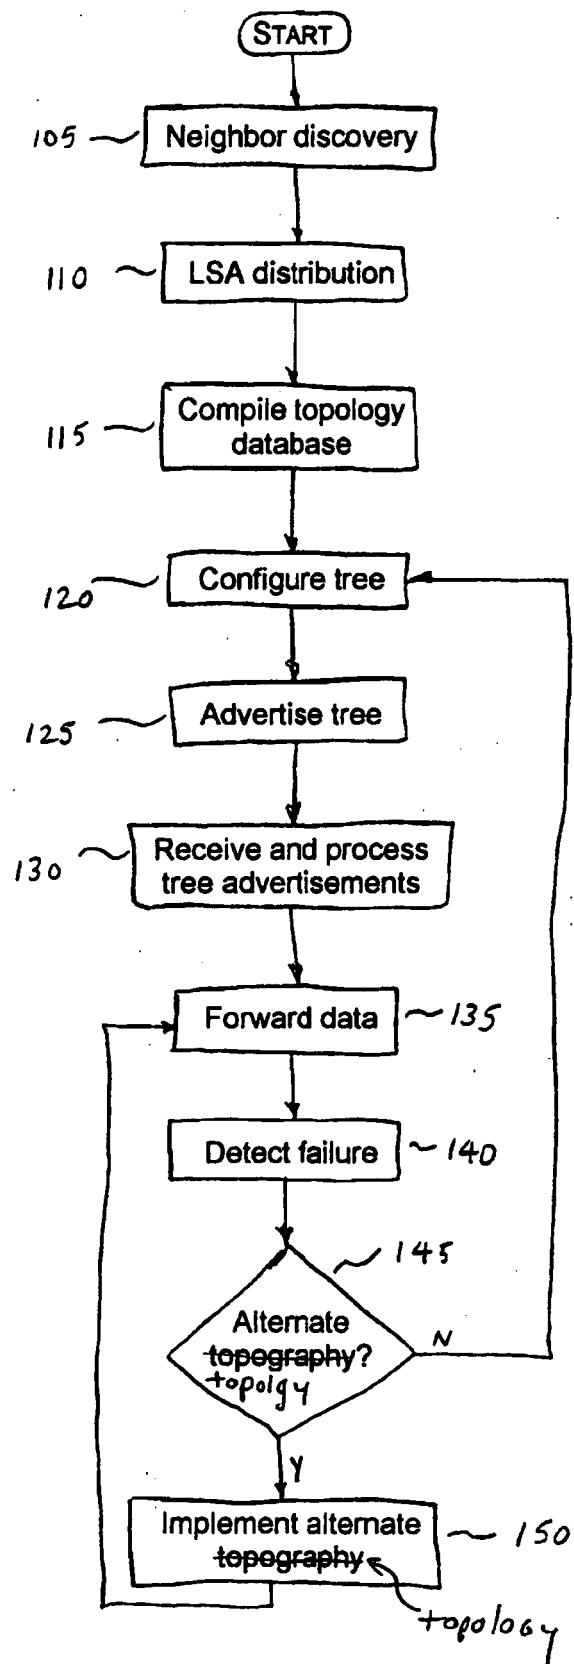 START
105 Neighbor discovery
110 LSA distribution
115 Compile topology
database
120 Configure tree
125 Advertise tree
130 Receive and process
tree advertisements
Forward data 135
Detect failure 140
145
Alternate
topography?
topolgy
N
Y
Implement alternate 150
topography
topology